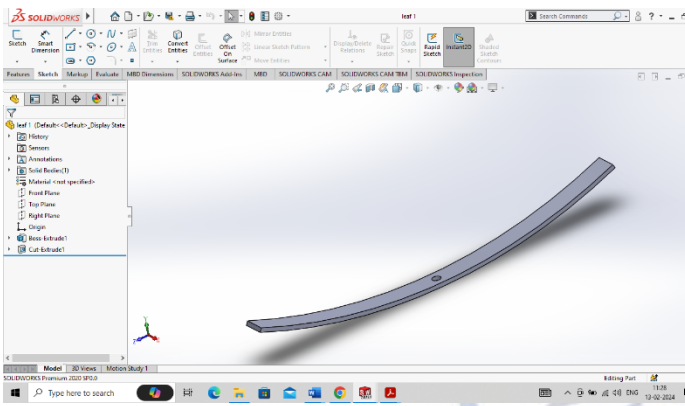 SOLIDWORKS
leaf 1
Search Commands
Sketch
Smart Dimension
Trim Entities
Convert Entities
Offset Entities
Offset On Surface
Mirror Entities
Linear Sketch Pattern
Move Entities
Display/Delete Relations
Repair Sketch
Quick Snaps
Rapid Sketch
Instant2D
Shaded Sketch Contours
Features Sketch Markup Evaluate MBD Dimensions SOLIDWORKS Add-Ins MBD SOLIDWORKS CAM SOLIDWORKS CAM TBM SOLIDWORKS Inspection
leaf 1 (Default<<Default>_Display State
History
Sensors
Annotations
Solid Bodies(1)
Material <not specified>
Front Plane
Top Plane
Right Plane
Origin
Boss-Extrude1
Cut-Extrude1
Y
Model 3D Views Motion Study 1
SOLIDWORKS Premium 2020 SP0.0
Editing Part
Type here to search
ENG
11:28
13-02-2024